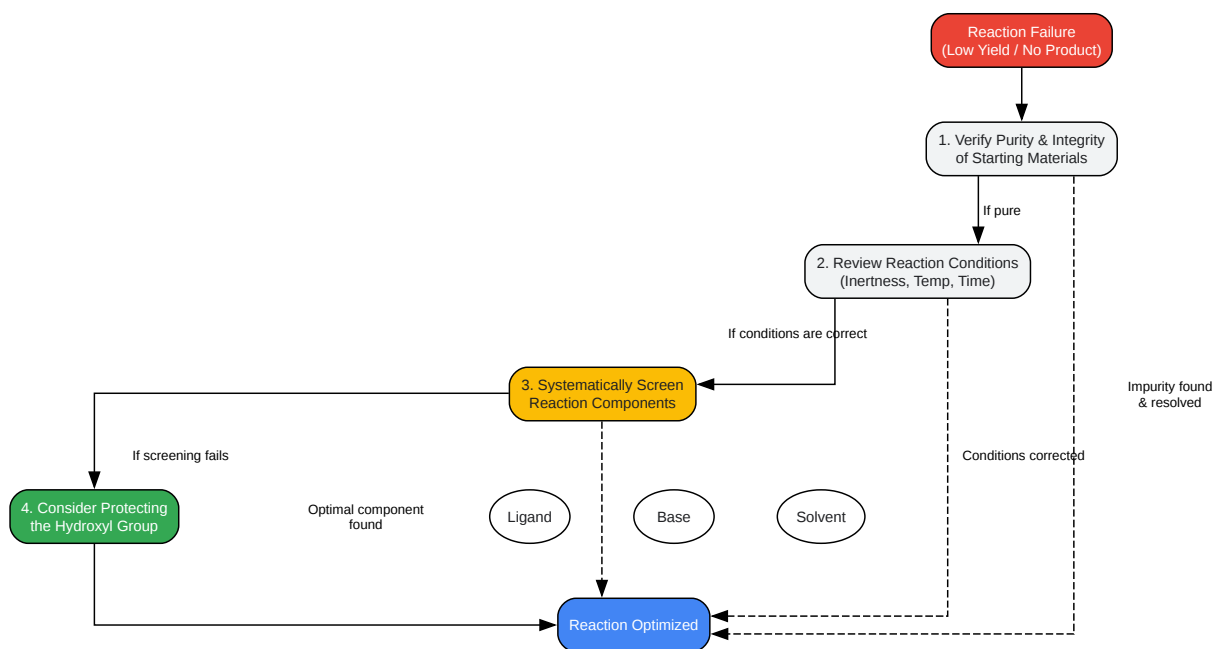 Reaction Failure
(Low Yield / No Product)
1. Verify Purity & Integrity
of Starting Materials
If pure
2. Review Reaction Conditions
(Inertness, Temp, Time)
If conditions are correct
3. Systematically Screen
Reaction Components
Impurity found
& resolved
If screening fails
Conditions corrected
4. Consider Protecting
the Hydroxyl Group
Optimal component
found
Ligand
Base
Solvent
Reaction Optimized